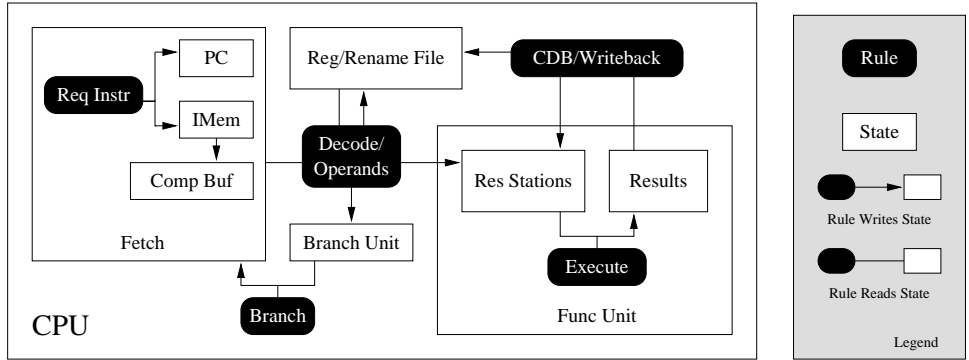 PC
Req Instr
IMem
Comp Buf
Fetch
Reg/Rename File
CDB/Writeback
Decode/
Operands
Branch Unit
Branch
Res Stations
Results
Execute
Func Unit
CPU
Rule
State
Rule Writes State
Rule Reads State
Legend